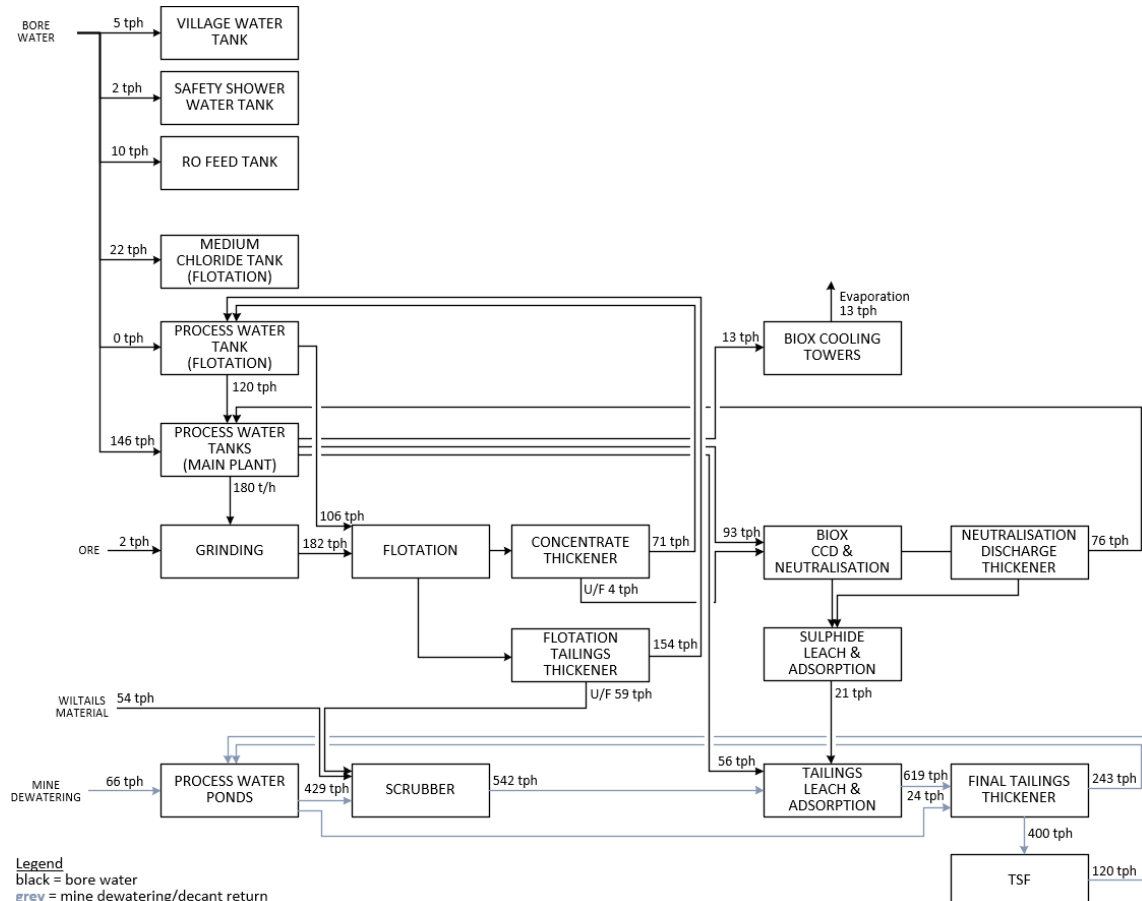 BORE
WATER
5 tph
VILLAGE WATER
TANK
2 tph
SAFETY SHOWER
WATER TANK
10 tph
RO FEED TANK
22 tph
MEDIUM
CHLORIDE TANK
(FLOTATION)
Evaporation
13 tph
0 tph
PROCESS WATER
TANK
(FLOTATION)
13 tph
BIOX COOLING
TOWERS
120 tph
146 tph
PROCESS WATER
TANKS
(MAIN PLANT)
180 t/h
ORE
2 tph
GRINDING
182 tph
106 tph
FLOTATION
CONCENTRATE
THICKENER
71 tph
U/F 4 tph
93 tph
BIOX
CCD &
NEUTRALISATION
NEUTRALISATION
DISCHARGE
THICKENER
76 tph
FLOTATION
TAILINGS
THICKENER
154 tph
U/F 59 tph
SULPHIDE
LEACH &
ADSORPTION
21 tph
WILTAILS
MATERIAL
54 tph
MINE
DEWATERING
66 tph
PROCESS WATER
PONDS
429 tph
SCRUBBER
542 tph
56 tph
TAILINGS
LEACH &
ADSORPTION
619 tph
24 tph
FINAL TAILINGS
THICKENER
243 tph
400 tph
TSF
120 tph
Legend
black = bore water
grey = mine dewatering/decant return